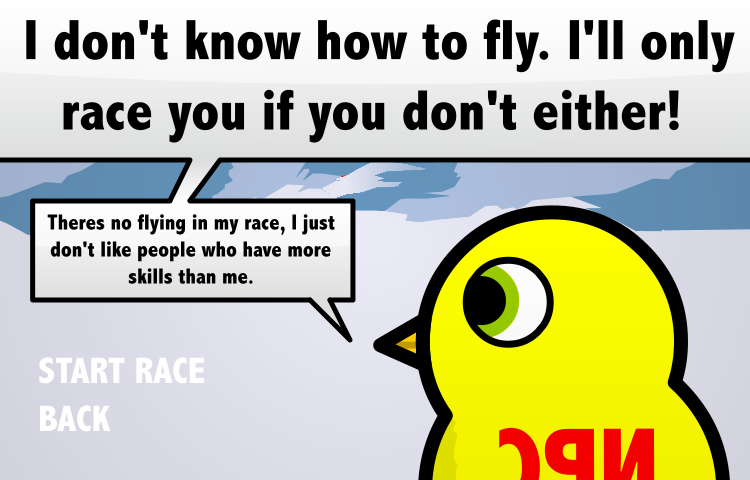 I don't know how to fly. I'll only
race you if you don't either!
Theres no flying in my race, I just
don't like people who have more
skills than me.
START RACE
BACK
NPC